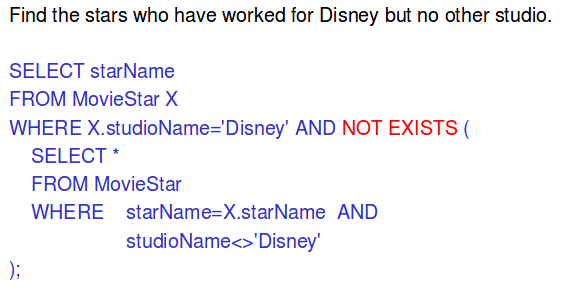 Find the stars who have worked for Disney but no other studio.
SELECT starName
FROM MovieStar X
WHERE X.studioName='Disney' AND NOT EXISTS (
SELECT *
FROM MovieStar
WHERE starName=X.starName AND
studioName<>'Disney'
);